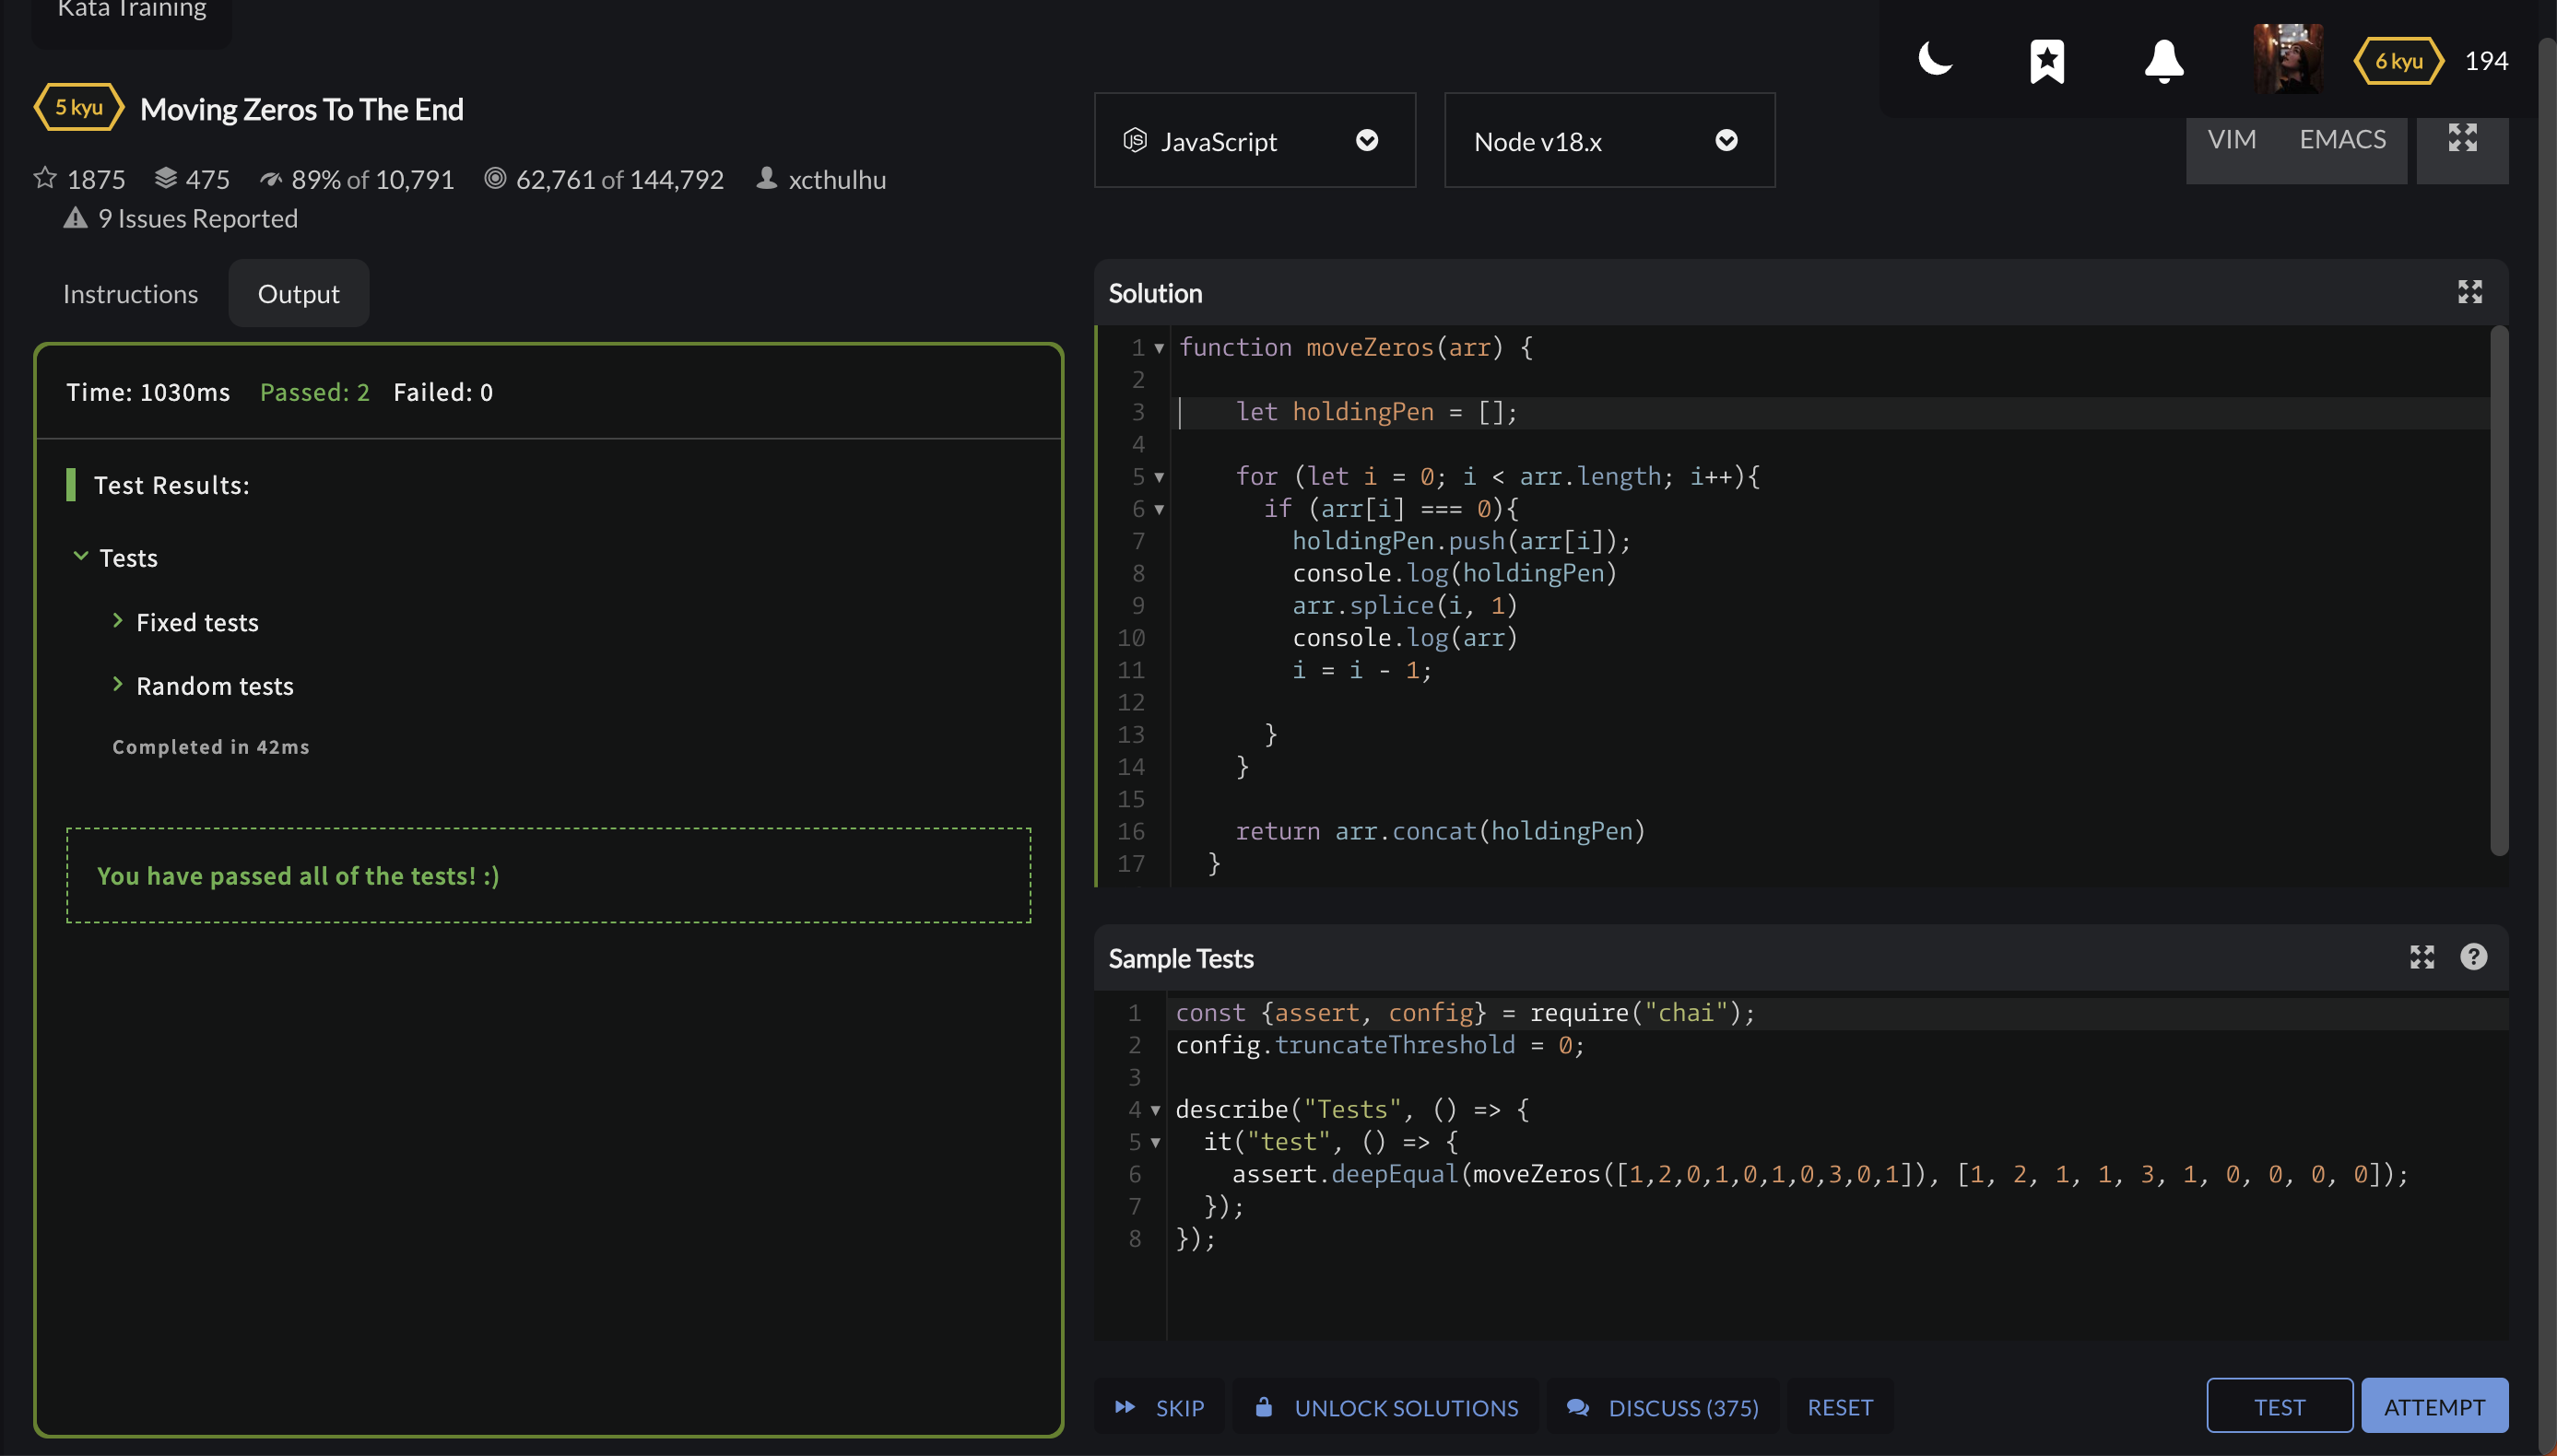 Kata Training
6 kyu 194
5 kyu Moving Zeros To The End
1875 475 89% of 10,791 62,761 of 144,792 xcthulhu
9 Issues Reported
JavaScript
Node v18.x
VIM EMACS
Instructions Output
Time: 1030ms Passed: 2 Failed: 0
Test Results:
Tests
Fixed tests
Random tests
Completed in 42ms
You have passed all of the tests! :)
Solution
1 function moveZeros(arr) {
2
3     let holdingPen = [];
4
5     for (let i = 0; i < arr.length; i++){
6       if (arr[i] === 0){
7         holdingPen.push(arr[i]);
8         console.log(holdingPen)
9         arr.splice(i, 1)
10         console.log(arr)
11         i = i - 1;
12
13       }
14     }
15
16     return arr.concat(holdingPen)
17   }
Sample Tests
1 const {assert, config} = require("chai");
2 config.truncateThreshold = 0;
3
4 describe("Tests", () => {
5   it("test", () => {
6     assert.deepEqual(moveZeros([1,2,0,1,0,1,0,3,0,1]), [1, 2, 1, 1, 3, 1, 0, 0, 0, 0]);
7   });
8 });
SKIP UNLOCK SOLUTIONS DISCUSS (375) RESET TEST ATTEMPT